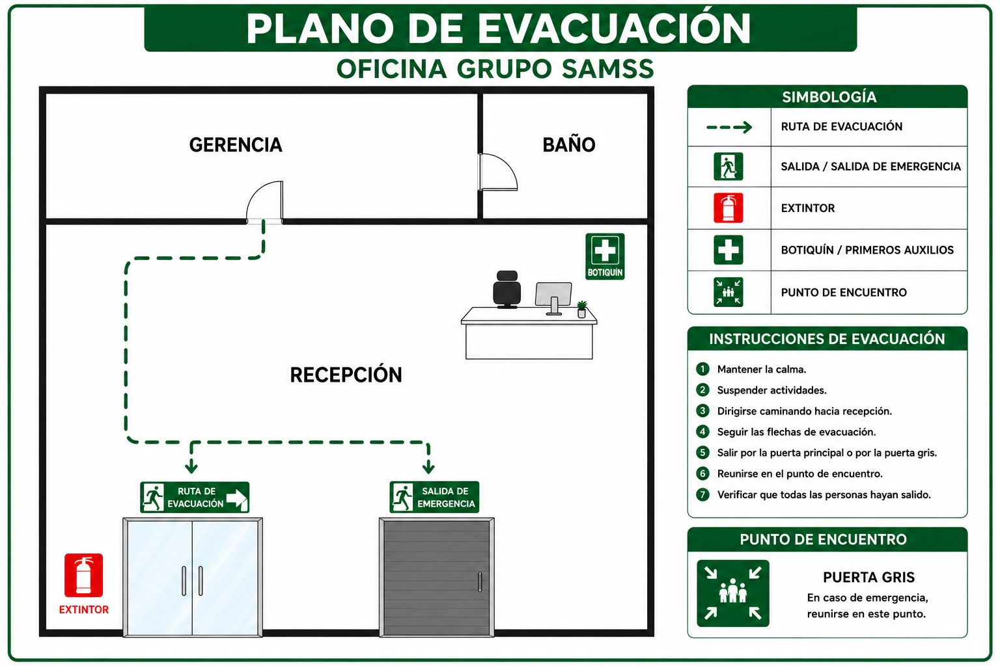 PLANO DE EVACUACIÓN
OFICINA GRUPO SAMSS
GERENCIA
BAÑO
BOTIQUÍN
RECEPCIÓN
RUTA DE
EVACUACIÓN
SALIDA DE
EMERGENCIA
EXTINTOR
SIMBOLOGÍA
RUTA DE EVACUACIÓN
SALIDA / SALIDA DE EMERGENCIA
EXTINTOR
BOTIQUÍN / PRIMEROS AUXILIOS
PUNTO DE ENCUENTRO
INSTRUCCIONES DE EVACUACIÓN
1 Mantener la calma.
2 Suspender actividades.
3 Dirigirse caminando hacia recepción.
4 Seguir las flechas de evacuación.
5 Salir por la puerta principal o por la puerta gris.
6 Reunirse en el punto de encuentro.
7 Verificar que todas las personas hayan salido.
PUNTO DE ENCUENTRO
PUERTA GRIS
En caso de emergencia,
reunirse en este punto.